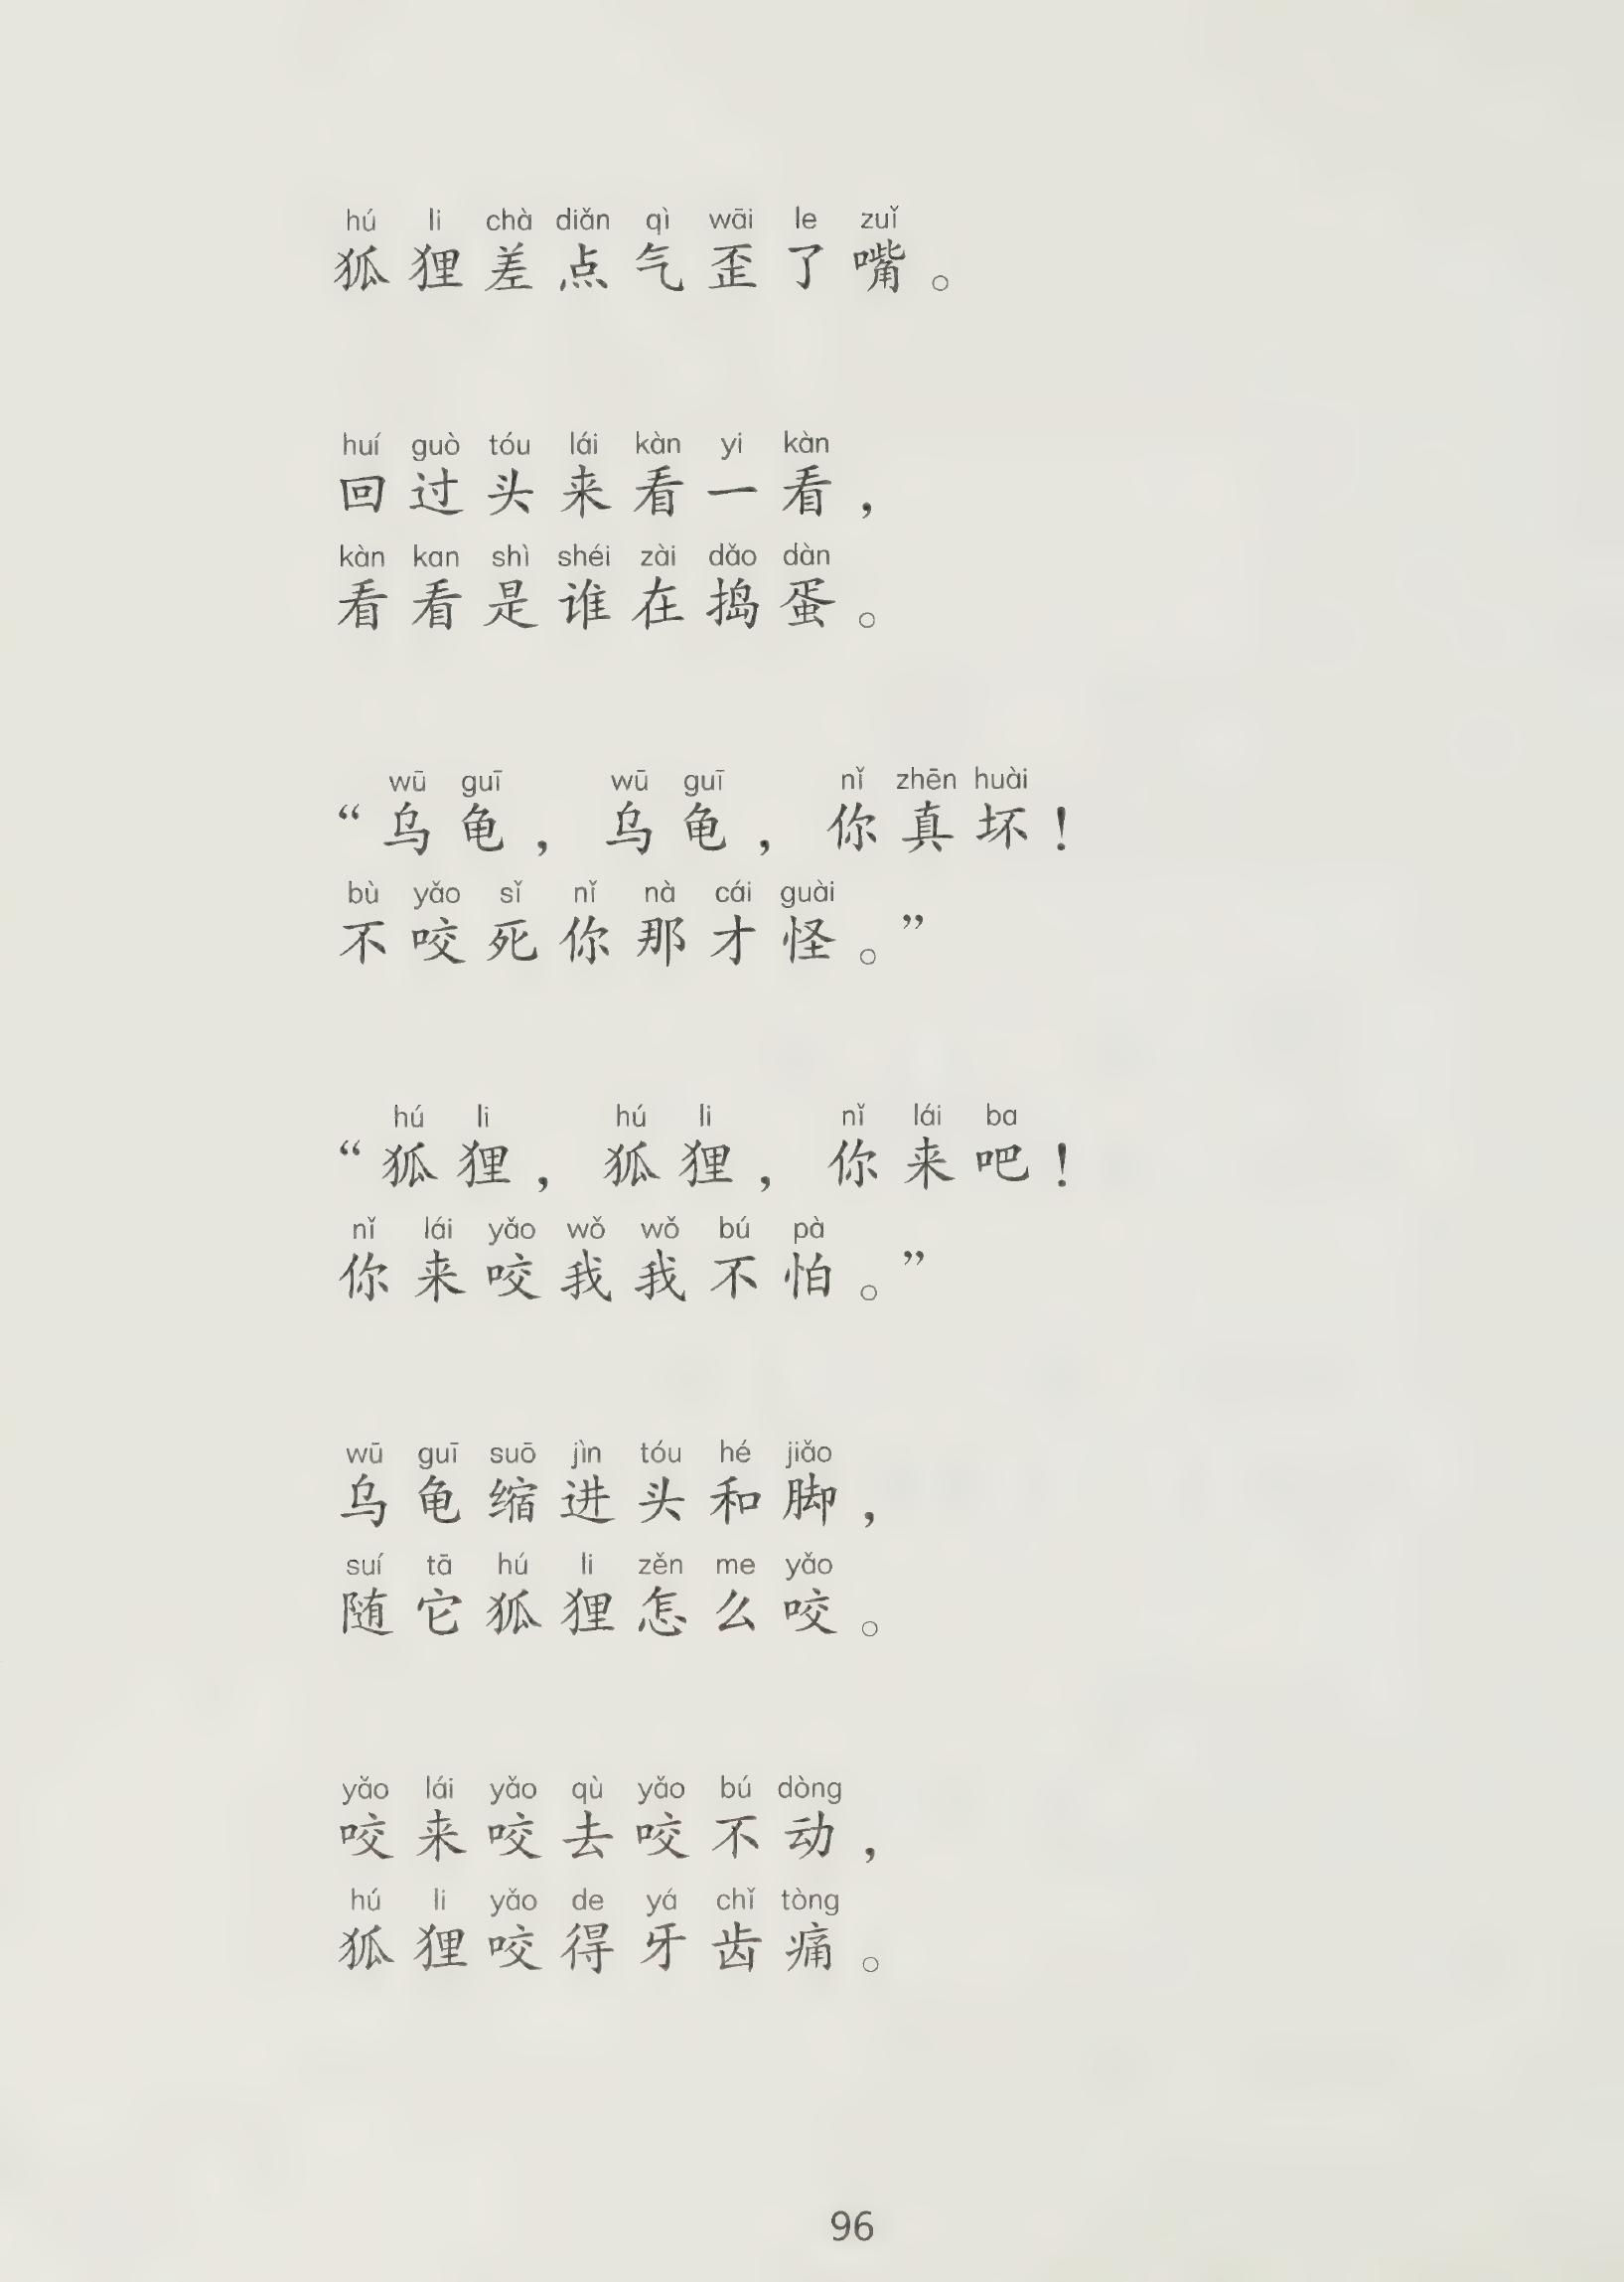 hú li chà diǎn qì wāi le zuǐ
狐狸差点气歪了嘴。
huí guò tóu lái kàn yi kàn
回过头来看一看，
kàn kan shì shéi zài dǎo dàn
看看是谁在捣蛋。
wū guī wū guī nǐ zhēn huài
“乌龟，乌龟，你真坏！
bù yǎo sǐ nǐ nà cái guài
不咬死你那才怪。”
hú li hú li nǐ lái ba
“狐狸，狐狸，你来吧！
nǐ lái yǎo wǒ wǒ bú pà
你来咬我我不怕。”
wū guī suō jìn tóu hé jiǎo
乌龟缩进头和脚，
suí tā hú li zěn me yǎo
随它狐狸怎么咬。
yǎo lái yǎo qù yǎo bú dòng
咬来咬去咬不动，
hú li yǎo de yá chǐ tòng
狐狸咬得牙齿痛。
96